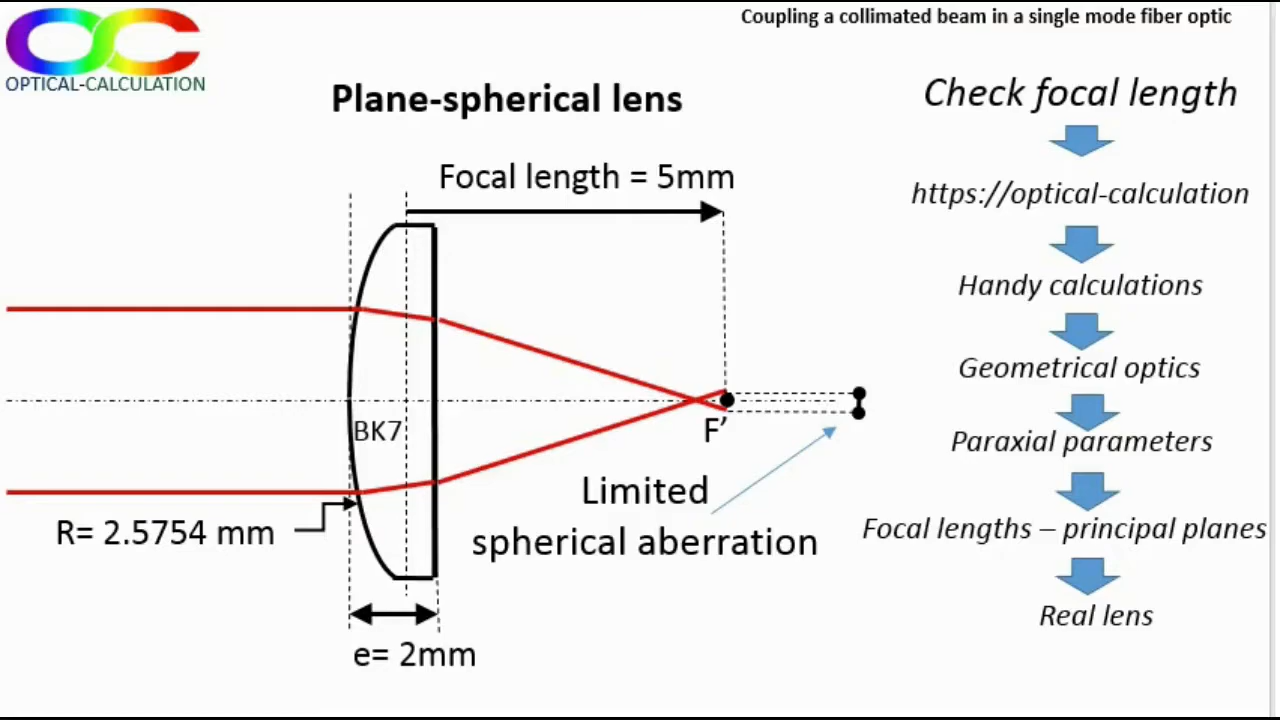 Coupling a collimated beam in a single mode fiber optic
OC
OPTICAL-CALCULATION
Plane-spherical lens
Focal length = 5mm
BK7
F’
R= 2.5754 mm
Limited
spherical aberration
e= 2mm
Check focal length
https://optical-calculation
Handy calculations
Geometrical optics
Paraxial parameters
Focal lengths – principal planes
Real lens